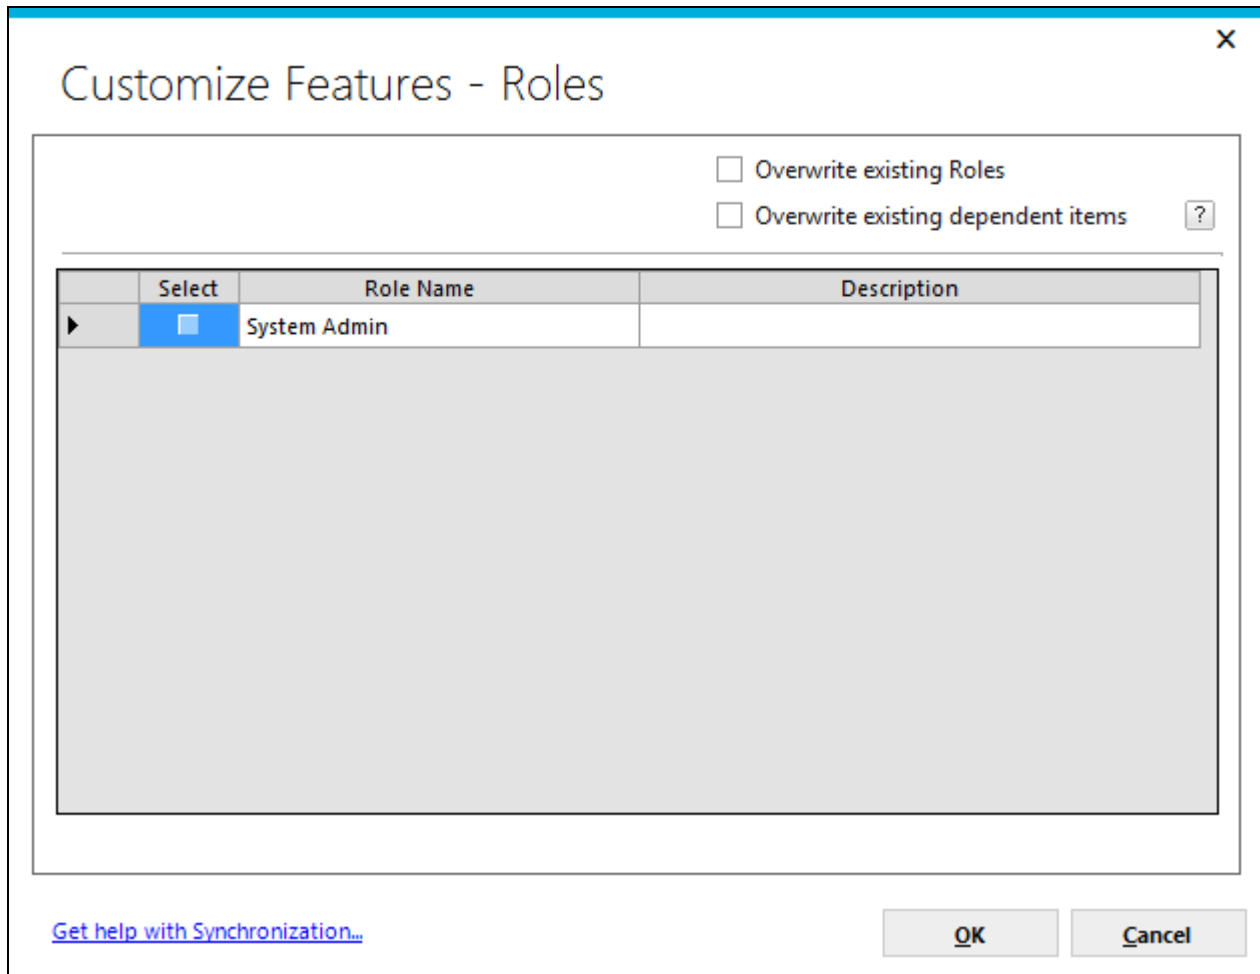 Customize Features - Roles
Overwrite existing Roles
Overwrite existing dependent items ?
Select Role Name Description
System Admin
Get help with Synchronization... OK Cancel